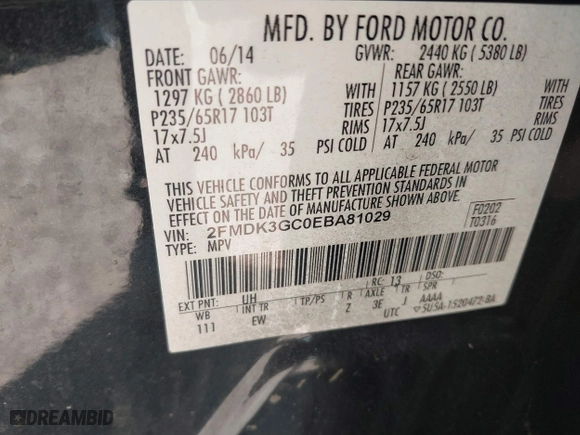 MFD. BY FORD MOTOR CO.
DATE: 06/14 GVWR: 2440 KG ( 5380 LB)
FRONT GAWR: REAR GAWR:
1297 KG ( 2860 LB) WITH 1157 KG ( 2550 LB) WITH
P235/65R17 103T TIRES P235/65R17 103T TIRES
17x7.5J RIMS 17x7.5J RIMS
AT 240 kPa/ 35 PSI COLD AT 240 kPa/ 35 PSI COLD
THIS VEHICLE CONFORMS TO ALL APPLICABLE FEDERAL MOTOR
VEHICLE SAFETY AND THEFT PREVENTION STANDARDS IN
EFFECT ON THE DATE OF MANUFACTURE SHOWN ABOVE.
VIN: 2FMDK3GC0EBA81029 F0202
TYPE: MPV T0316
EXT PNT: UH RC: 13 DSO:
WB INT TR TP/PS R AXLE TR SPR
111 EW 2 3E J AAAA
UTC ▽5U5A-1520472-BA
DREAMBID